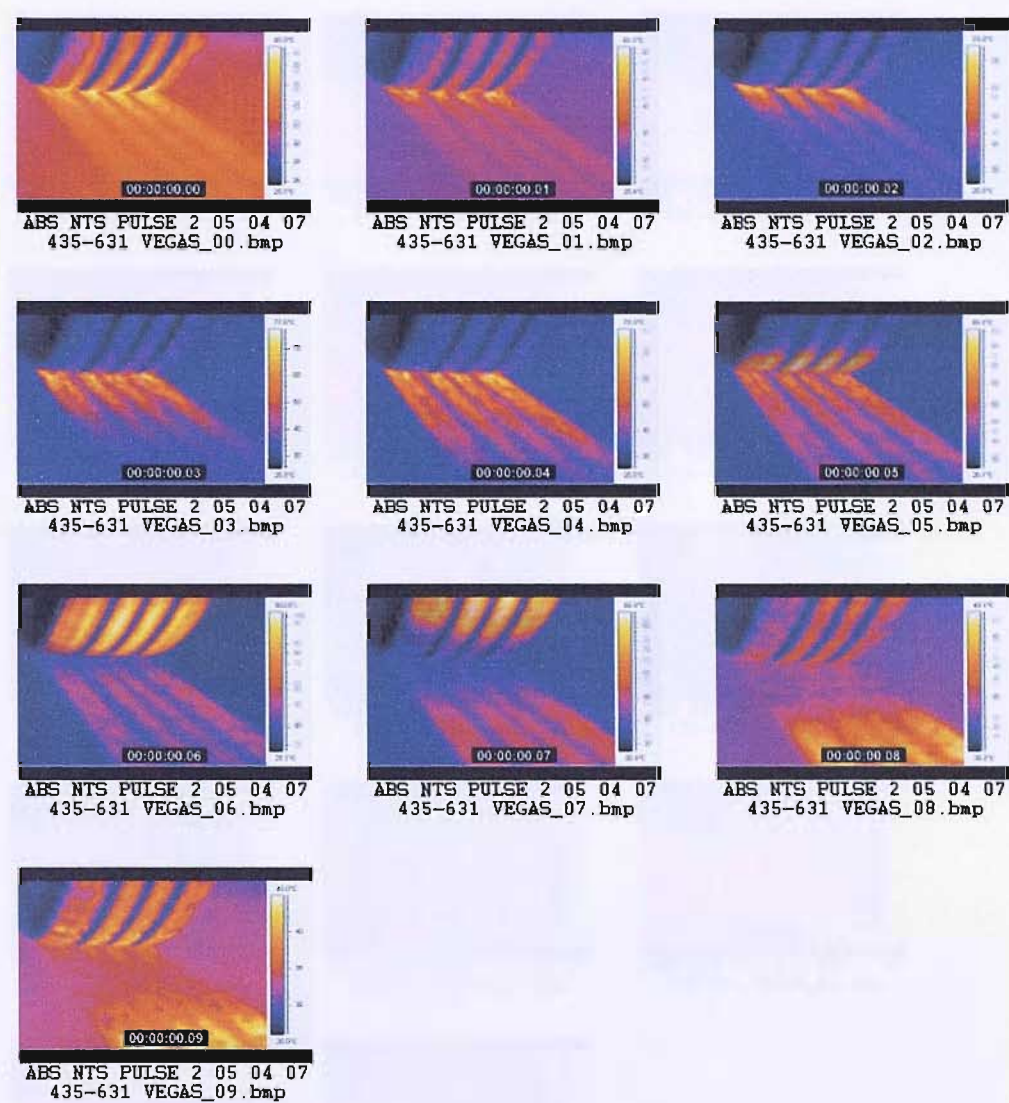 00:00:00.00
ABS NTS PULSE 2 05 04 07
435-631 VEGAS_00.bmp
00:00:00.01
ABS NTS PULSE 2 05 04 07
435-631 VEGAS_01.bmp
00:00:00.02
ABS NTS PULSE 2 05 04 07
435-631 VEGAS_02.bmp
00:00:00.03
ABS NTS PULSE 2 05 04 07
435-631 VEGAS_03.bmp
00:00:00.04
ABS NTS PULSE 2 05 04 07
435-631 VEGAS_04.bmp
00:00:00.05
ABS NTS PULSE 2 05 04 07
435-631 VEGAS_05.bmp
00:00:00.06
ABS NTS PULSE 2 05 04 07
435-631 VEGAS_06.bmp
00:00:00.07
ABS NTS PULSE 2 05 04 07
435-631 VEGAS_07.bmp
00:00:00.08
ABS NTS PULSE 2 05 04 07
435-631 VEGAS_08.bmp
00:00:00.09
ABS NTS PULSE 2 05 04 07
435-631 VEGAS_09.bmp